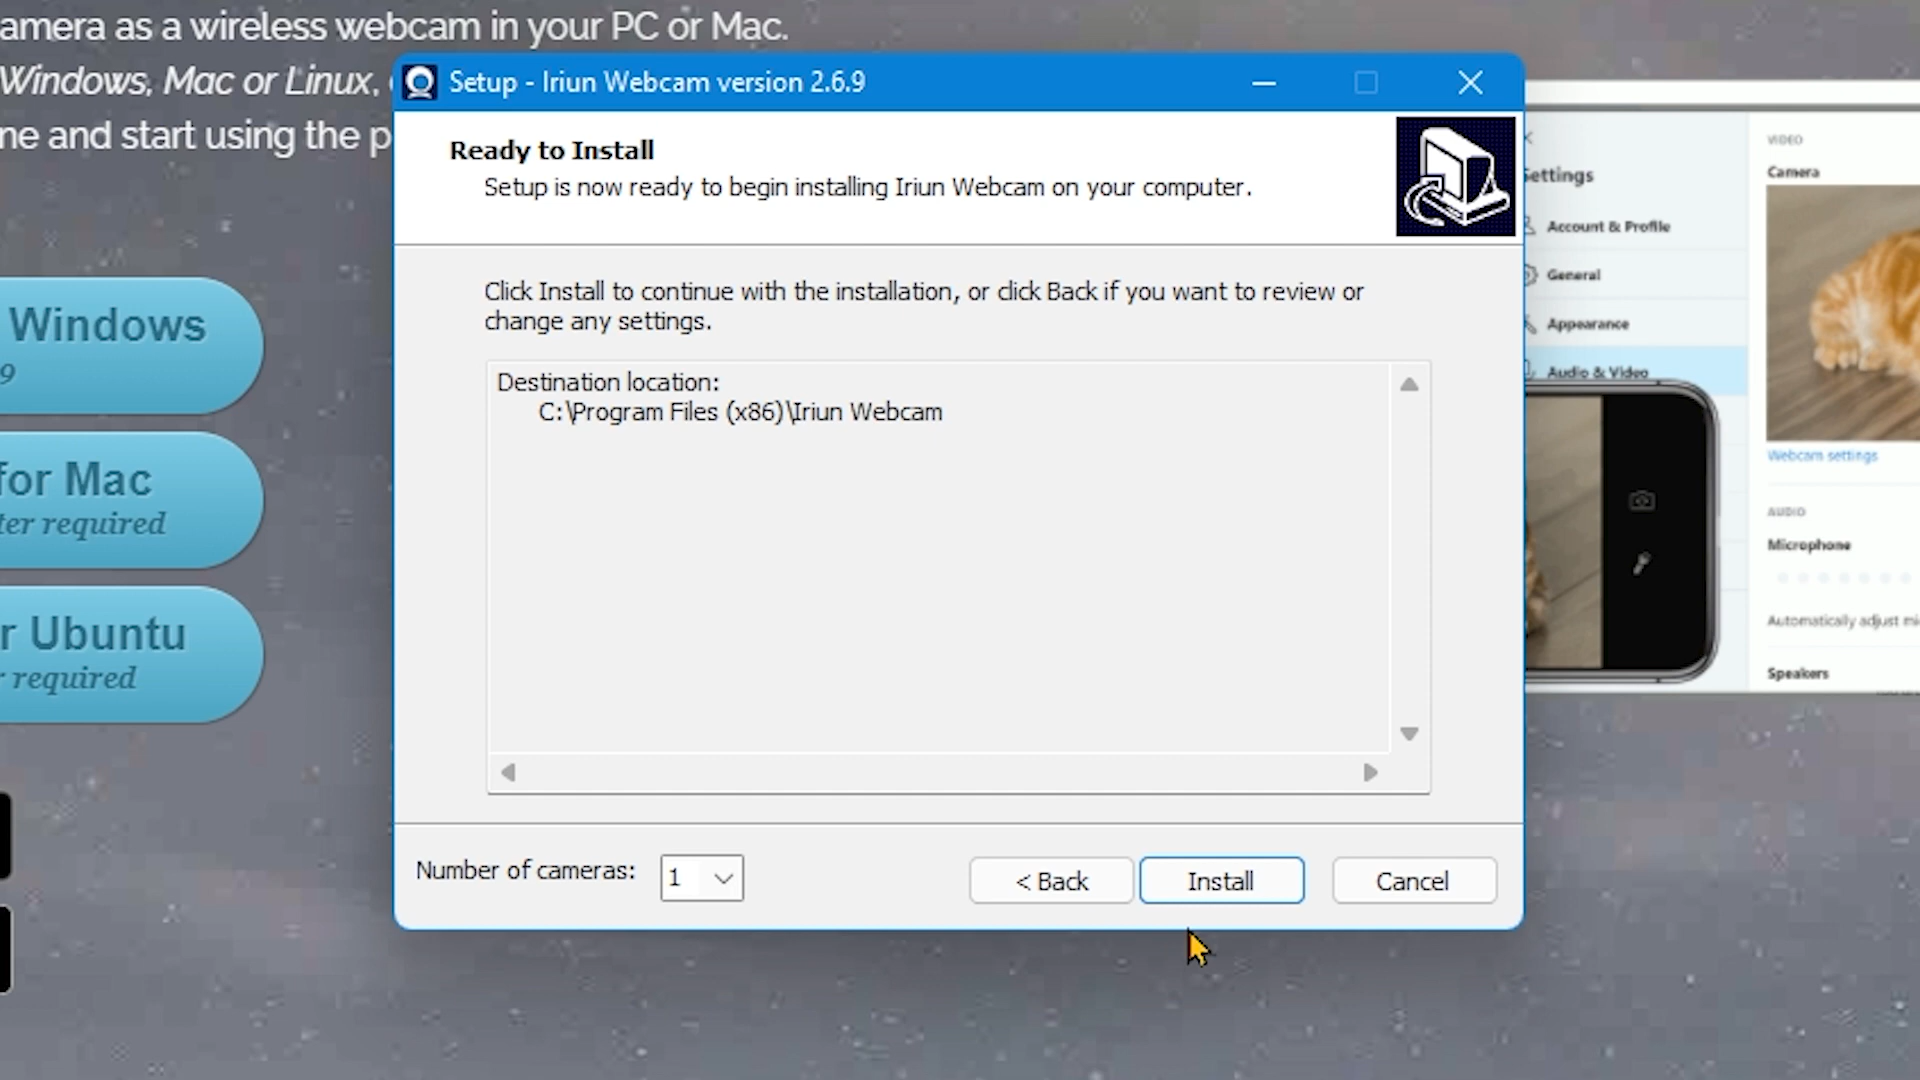 amera as a wireless webcam in your PC or Mac.
Windows, Mac or Linux,
ne and start using the p
Setup - Iriun Webcam version 2.6.9
Ready to Install
Setup is now ready to begin installing Iriun Webcam on your computer.
Click Install to continue with the installation, or click Back if you want to review or
change any settings.
Destination location:
C:\Program Files (x86)\Iriun Webcam
Number of cameras:
1
< Back
Install
Cancel
Windows
9
for Mac
ter required
r Ubuntu
r required
Settings
Account & Profile
General
Appearance
Audio & Video
VIDEO
Camera
Webcam settings
AUDIO
Microphone
Automatically adjust mi
Speakers